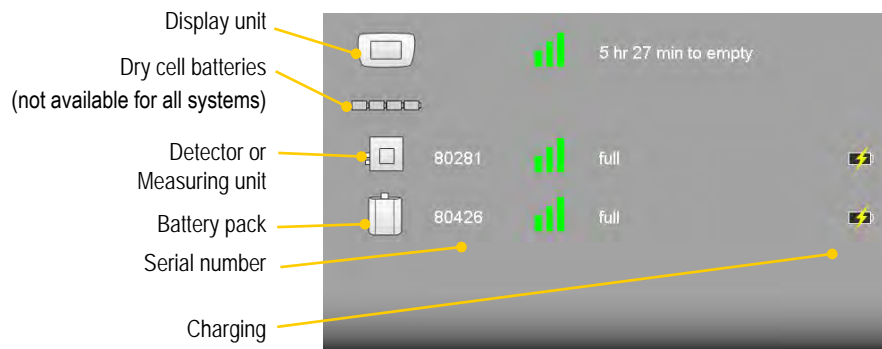 Display unit
5 hr 27 min to empty
Dry cell batteries
(not available for all systems)
Detector or
Measuring unit
80281 full
Battery pack
80426 full
Serial number
Charging